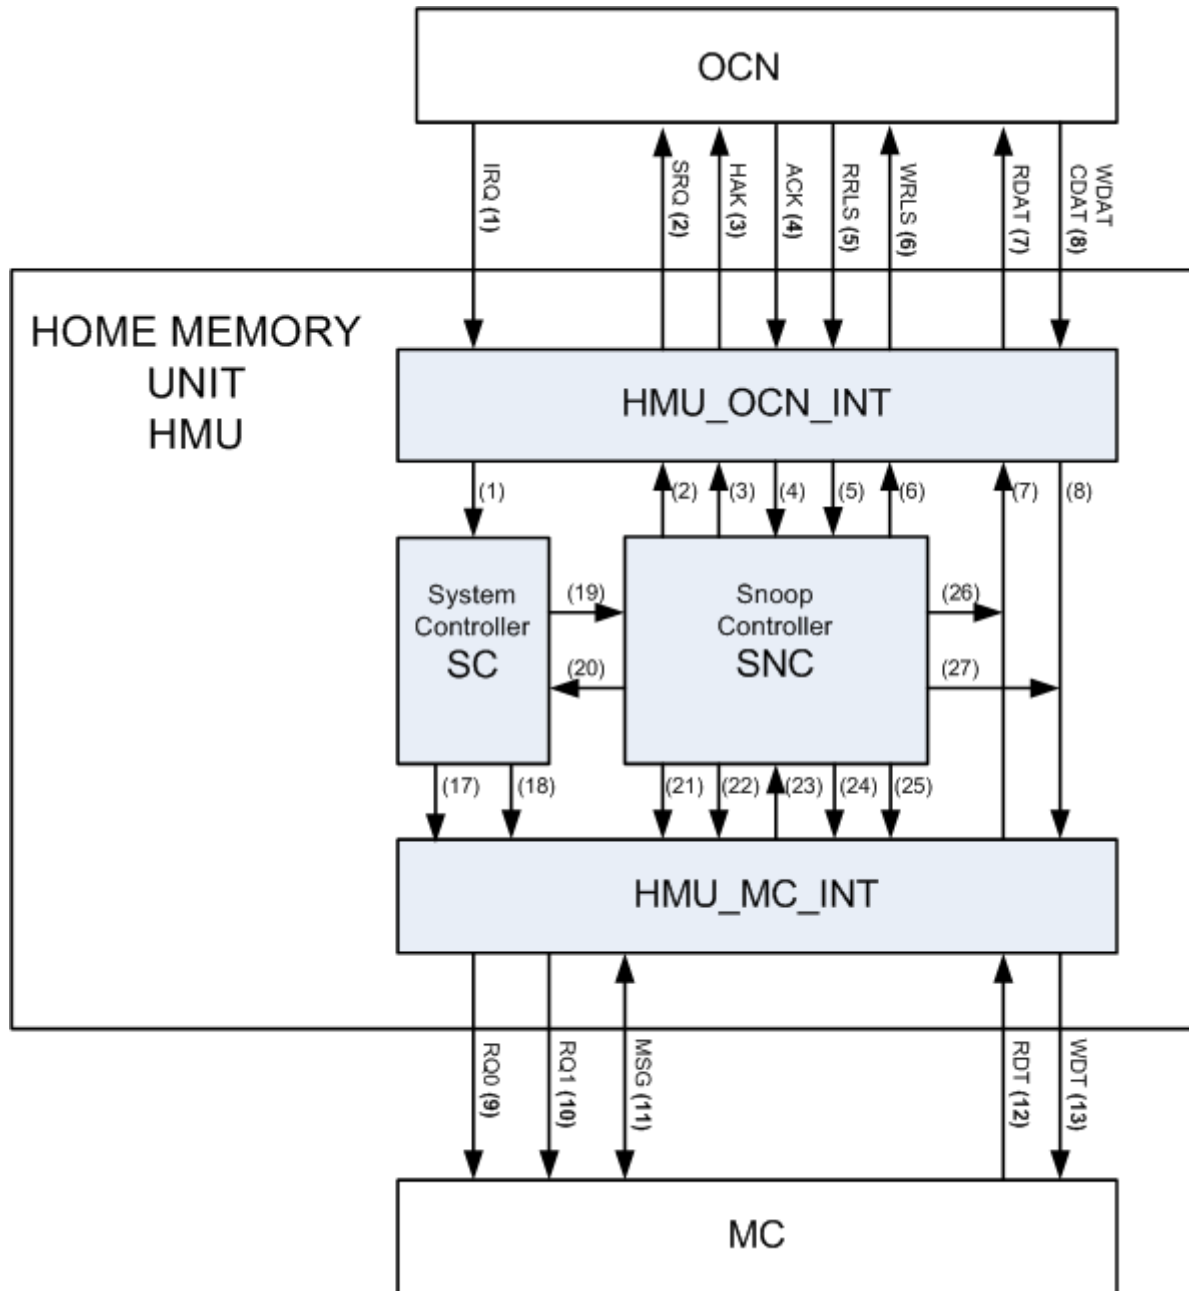 OCN
IRQ (1)
SRQ (2)
HAK (3)
ACK (4)
RRLS (5)
WRLS (6)
RDAT (7)
WDAT
CDAT (8)
HOME MEMORY
UNIT
HMU
HMU_OCN_INT
(1)
(2)
(3)
(4)
(5)
(6)
(7)
(8)
System
Controller
SC
(19)
(20)
Snoop
Controller
SNC
(26)
(27)
(17)
(18)
(21)
(22)
(23)
(24)
(25)
HMU_MC_INT
RQ0 (9)
RQ1 (10)
MSG (11)
RDT (12)
WDT (13)
MC